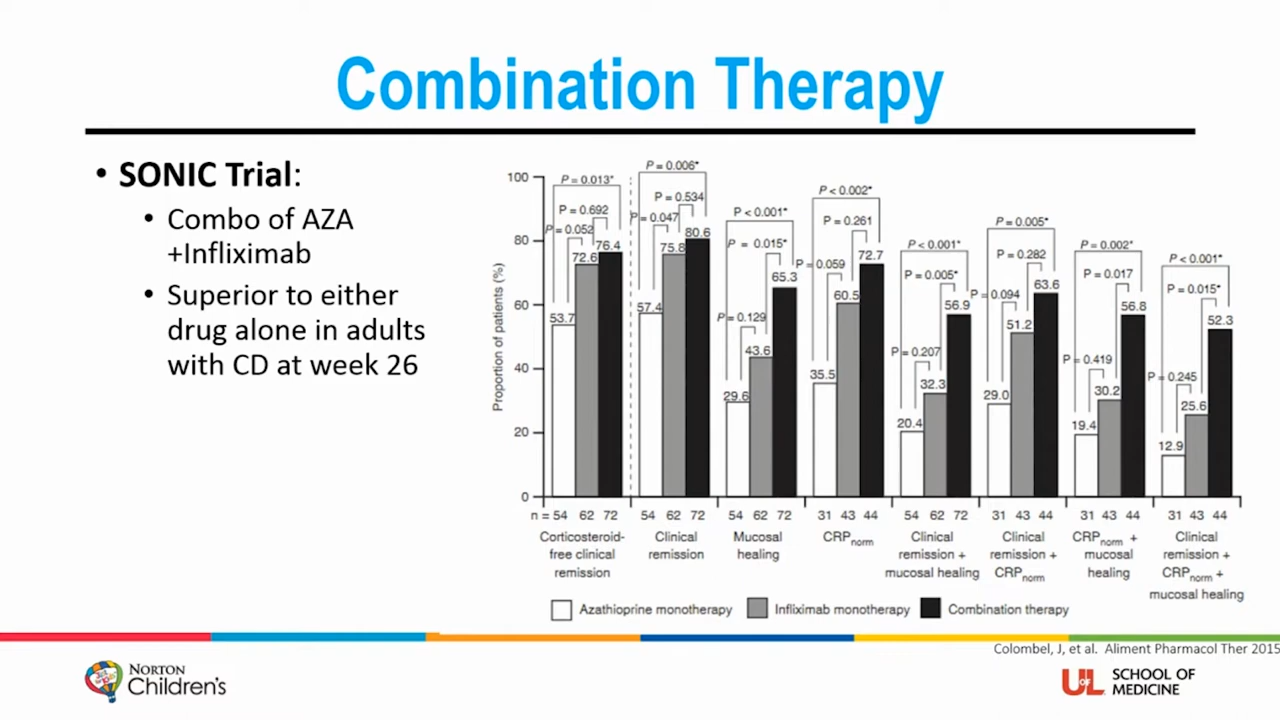 Combination Therapy
• SONIC Trial:
• Combo of AZA
+Infliximab
• Superior to either
drug alone in adults
with CD at week 26
Proportion of patients (%)
100
80
60
40
20
0
P = 0.013*
P = 0.692
P = 0.052
53.7
72.6
76.4
P = 0.006*
P = 0.534
P = 0.047
57.4
75.8
80.6
P < 0.001*
P = 0.015*
P = 0.129
29.6
43.6
65.3
P < 0.002*
P = 0.261
P = 0.059
35.5
60.5
72.7
P < 0.001*
P = 0.005*
P = 0.207
20.4
32.3
56.9
P = 0.005*
P = 0.282
P = 0.094
29.0
51.2
63.6
P = 0.002*
P = 0.017
P = 0.419
19.4
30.2
56.8
P < 0.001*
P = 0.015*
P = 0.245
12.9
25.6
52.3
n = 54 62 72 54 62 72 54 62 72 31 43 44 54 62 72 31 43 44 31 43 44 31 43 44
Corticosteroid-
free clinical
remission
Clinical
remission
Mucosal
healing
CRPnorm
Clinical
remission +
mucosal healing
Clinical
remission +
CRPnorm
CRPnorm +
mucosal
healing
Clinical
remission +
CRPnorm +
mucosal healing
Azathioprine monotherapy
Infliximab monotherapy
Combination therapy
Colombel, J, et al. Aliment Pharmacol Ther 2015
NORTON
Children's
UofL
SCHOOL OF
MEDICINE